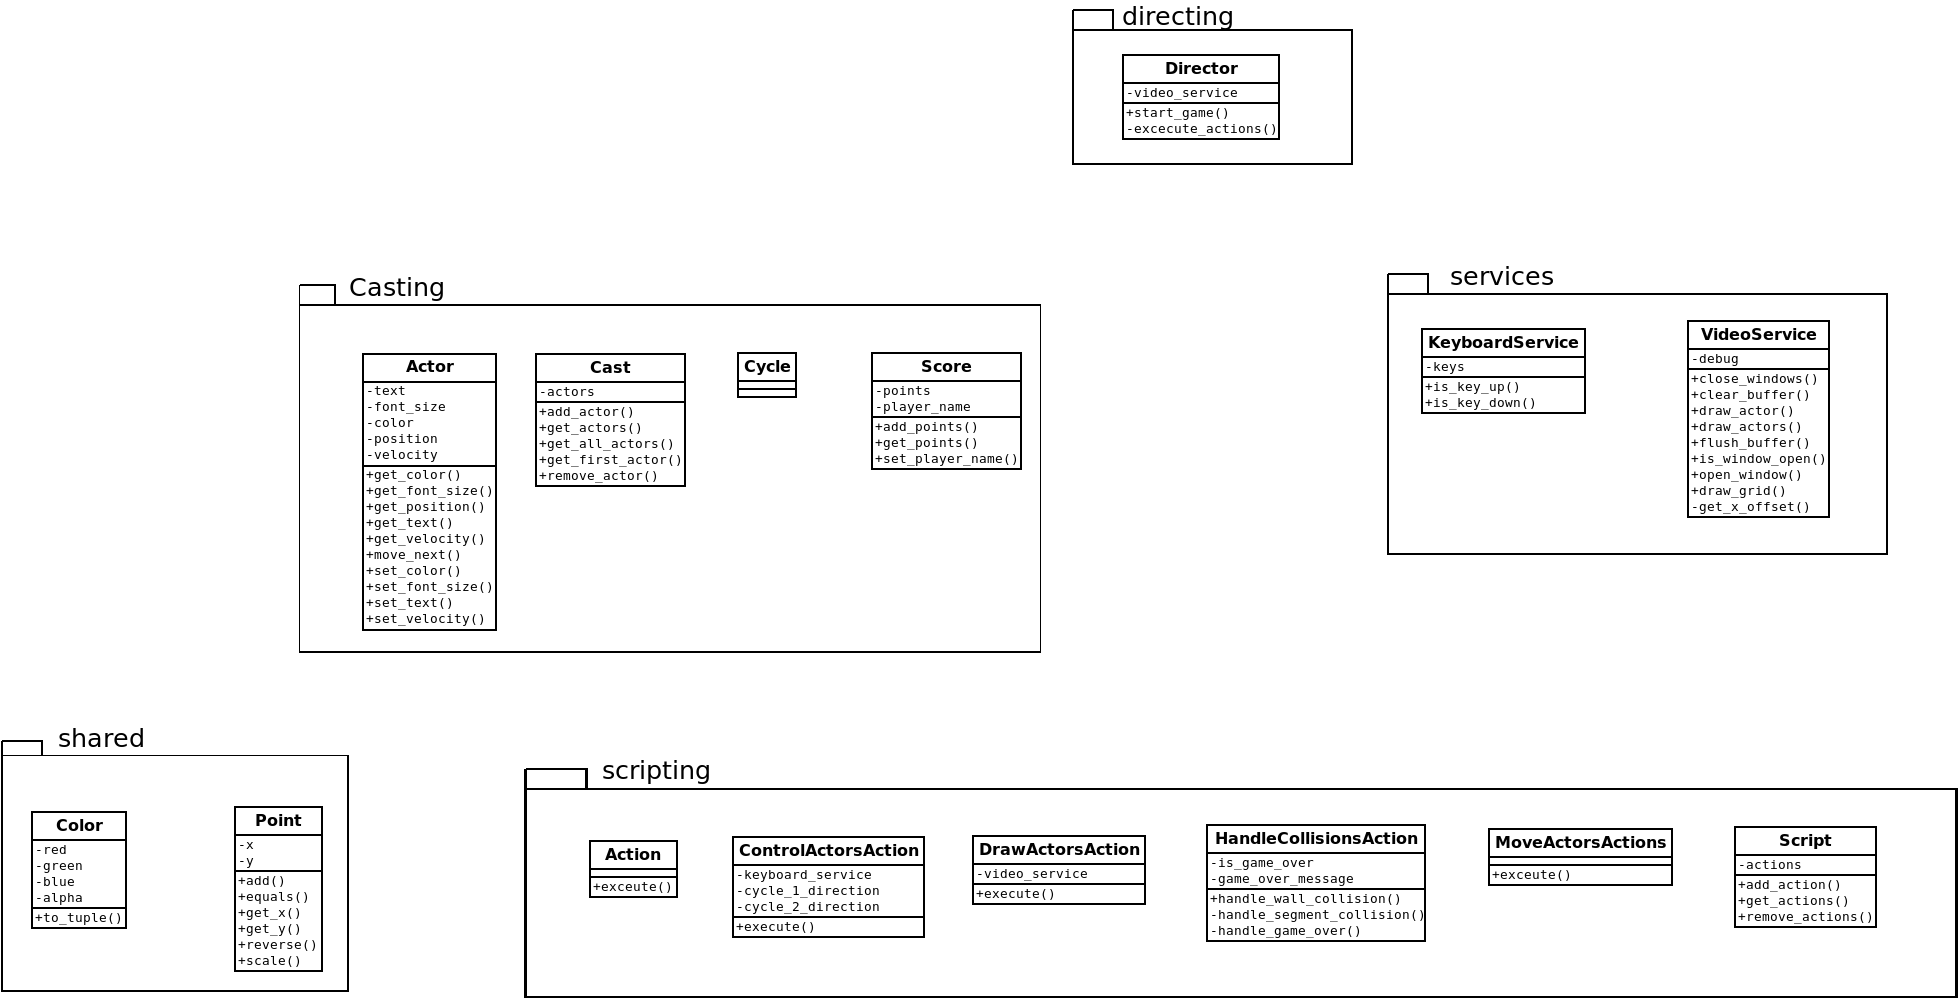 directing
Director
-video_service
+start_game()
-excecute_actions()
Casting
Actor
-text
-font_size
-color
-position
-velocity
+get_color()
+get_font_size()
+get_position()
+get_text()
+get_velocity()
+move_next()
+set_color()
+set_font_size()
+set_text()
+set_velocity()
Cast
-actors
+add_actor()
+get_actors()
+get_all_actors()
+get_first_actor()
+remove_actor()
Cycle
Score
-points
-player_name
+add_points()
+get_points()
+set_player_name()
services
KeyboardService
-keys
+is_key_up()
+is_key_down()
VideoService
-debug
+close_windows()
+clear_buffer()
+draw_actor()
+draw_actors()
+flush_buffer()
+is_window_open()
+open_window()
+draw_grid()
-get_x_offset()
shared
Color
-red
-green
-blue
-alpha
+to_tuple()
Point
-x
-y
+add()
+equals()
+get_x()
+get_y()
+reverse()
+scale()
scripting
Action
+exceute()
ControlActorsAction
-keyboard_service
-cycle_1_direction
-cycle_2_direction
+execute()
DrawActorsAction
-video_service
+execute()
HandleCollisionsAction
-is_game_over
-game_over_message
+handle_wall_collision()
-handle_segment_collision()
-handle_game_over()
MoveActorsActions
+exceute()
Script
-actions
+add_action()
+get_actions()
+remove_actions()